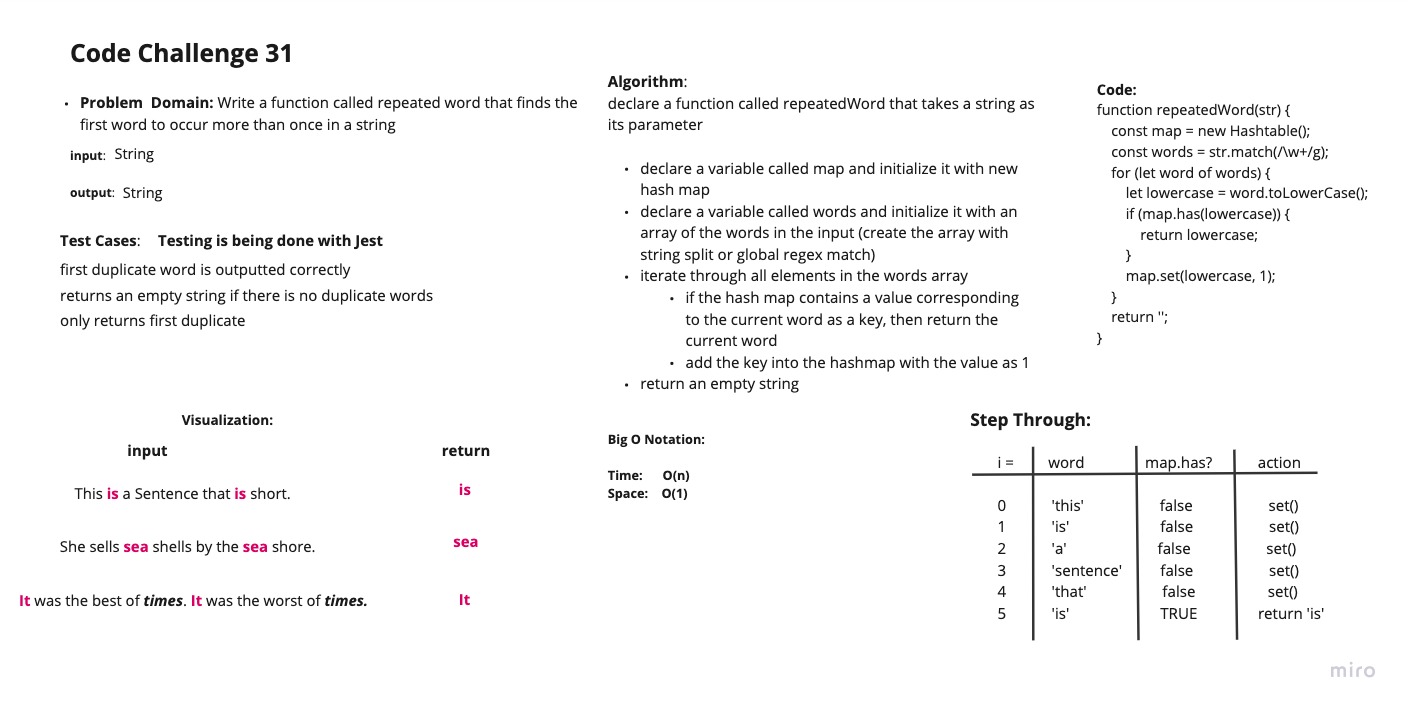 Code Challenge 31
• Problem Domain: Write a function called repeated word that finds the
first word to occur more than once in a string
input: String
output: String
Test Cases: Testing is being done with Jest
first duplicate word is outputted correctly
returns an empty string if there is no duplicate words
only returns first duplicate
Visualization:
input return
This is a Sentence that is short. is
She sells sea shells by the sea shore. sea
It was the best of times. It was the worst of times. It
Algorithm:
declare a function called repeatedWord that takes a string as
its parameter
• declare a variable called map and initialize it with new
hash map
• declare a variable called words and initialize it with an
array of the words in the input (create the array with
string split or global regex match)
• iterate through all elements in the words array
• if the hash map contains a value corresponding
to the current word as a key, then return the
current word
• add the key into the hashmap with the value as 1
• return an empty string
Big O Notation:
Time: O(n)
Space: O(1)
Code:
function repeatedWord(str) {
const map = new Hashtable();
const words = str.match(/\w+/g);
for (let word of words) {
let lowercase = word.toLowerCase();
if (map.has(lowercase)) {
return lowercase;
}
map.set(lowercase, 1);
}
return '';
}
Step Through:
i = word map.has? action
0 'this' false set()
1 'is' false set()
2 'a' false set()
3 'sentence' false set()
4 'that' false set()
5 'is' TRUE return 'is'
miro